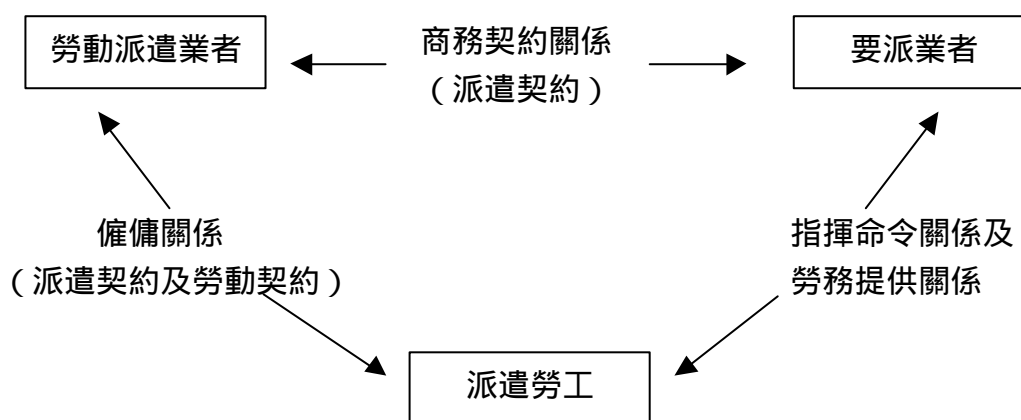 勞動派遣業者
商務契約關係
（派遣契約）
要派業者
僱傭關係
（派遣契約及勞動契約）
指揮命令關係及
勞務提供關係
派遣勞工